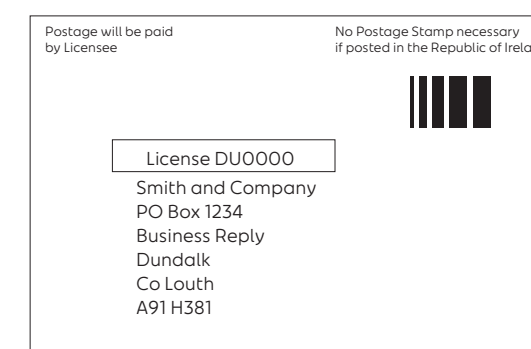 Postage will be paid
by Licensee
No Postage Stamp necessary
if posted in the Republic of Irela
License DU0000
Smith and Company
PO Box 1234
Business Reply
Dundalk
Co Louth
A91 H381